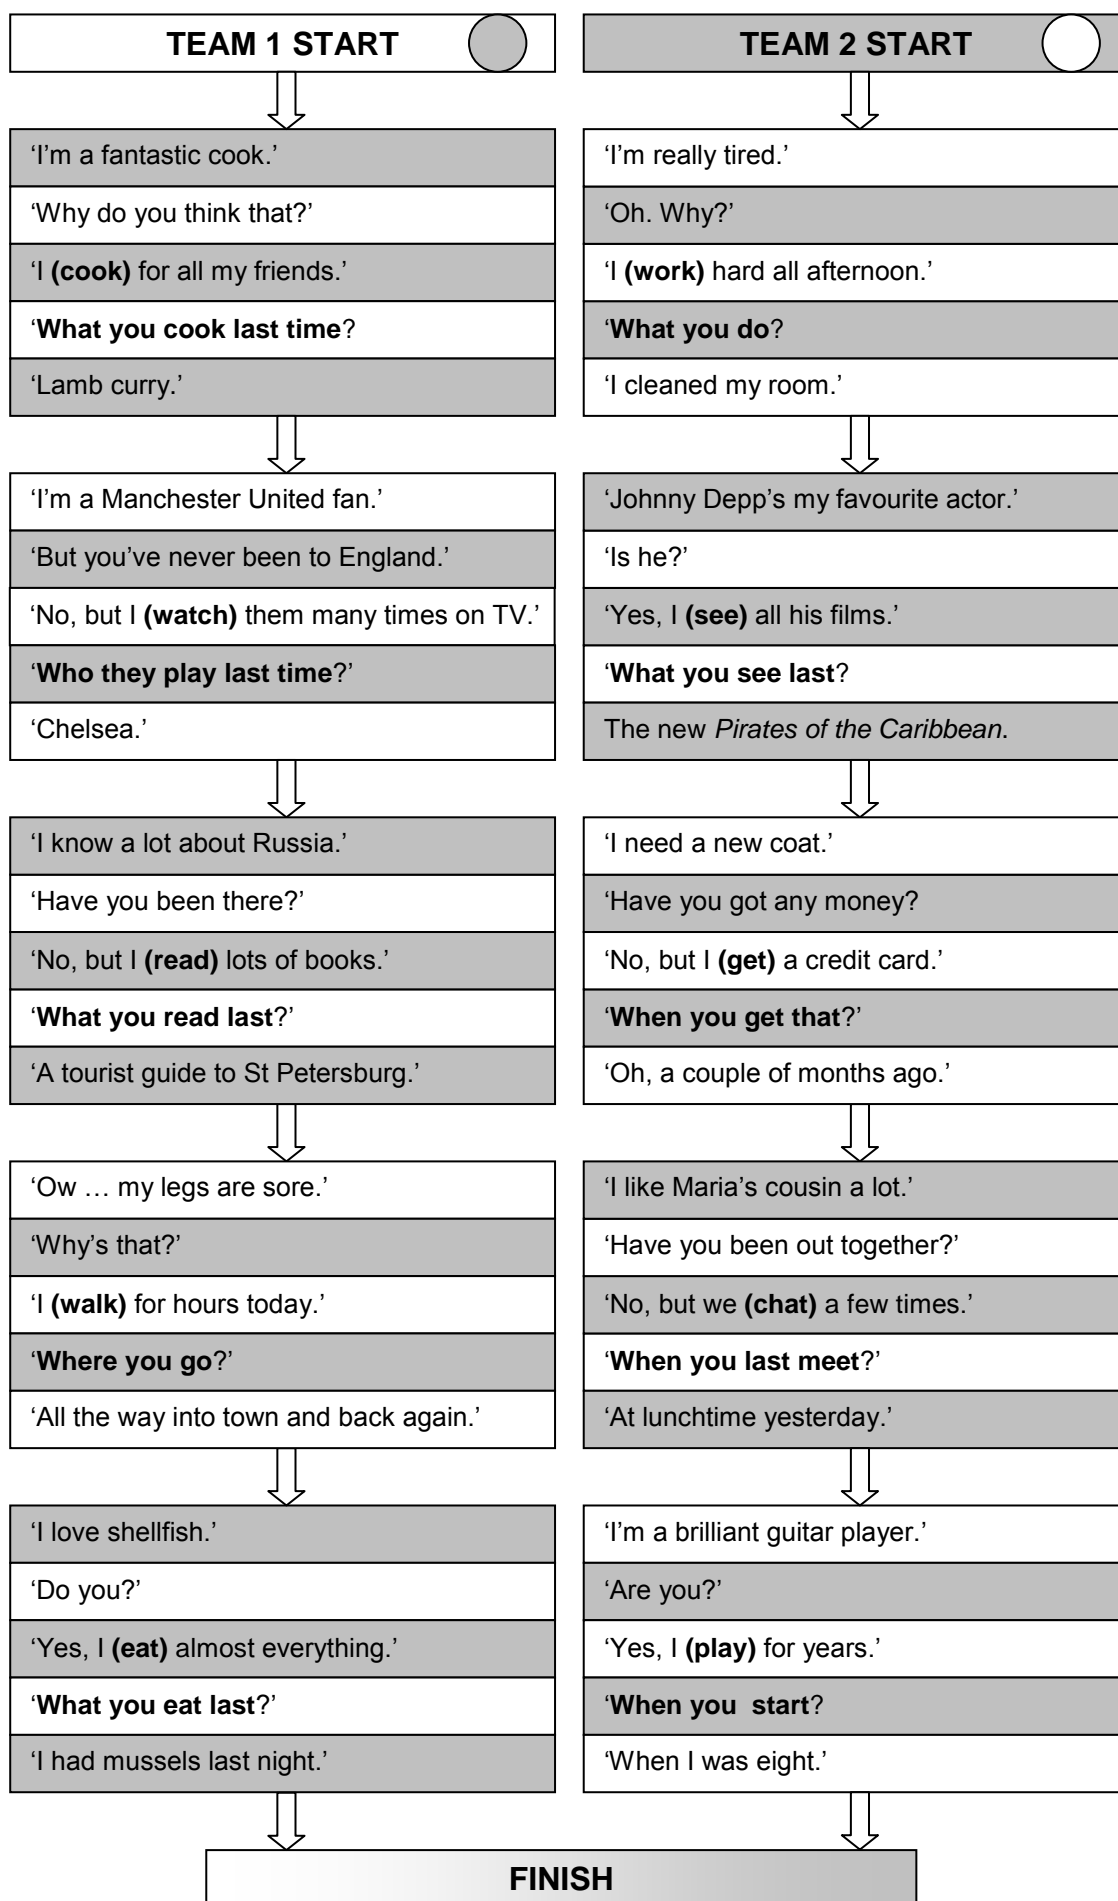 TEAM 1 START
‘I’m a fantastic cook.’
‘Why do you think that?’
‘I (cook) for all my friends.’
‘What you cook last time?
‘Lamb curry.’
‘I’m a Manchester United fan.’
‘But you’ve never been to England.’
‘No, but I (watch) them many times on TV.’
‘Who they play last time?’
‘Chelsea.’
‘I know a lot about Russia.’
‘Have you been there?’
‘No, but I (read) lots of books.’
‘What you read last?’
‘A tourist guide to St Petersburg.’
‘Ow … my legs are sore.’
‘Why’s that?’
‘I (walk) for hours today.’
‘Where you go?’
‘All the way into town and back again.’
‘I love shellfish.’
‘Do you?’
‘Yes, I (eat) almost everything.’
‘What you eat last?’
‘I had mussels last night.’
TEAM 2 START
‘I’m really tired.’
‘Oh. Why?’
‘I (work) hard all afternoon.’
‘What you do?
‘I cleaned my room.’
‘Johnny Depp’s my favourite actor.’
‘Is he?’
‘Yes, I (see) all his films.’
‘What you see last?
The new Pirates of the Caribbean.
‘I need a new coat.’
‘Have you got any money?
‘No, but I (get) a credit card.’
‘When you get that?’
‘Oh, a couple of months ago.’
‘I like Maria’s cousin a lot.’
‘Have you been out together?’
‘No, but we (chat) a few times.’
‘When you last meet?’
‘At lunchtime yesterday.’
‘I’m a brilliant guitar player.’
‘Are you?’
‘Yes, I (play) for years.’
‘When you  start?
‘When I was eight.’
FINISH